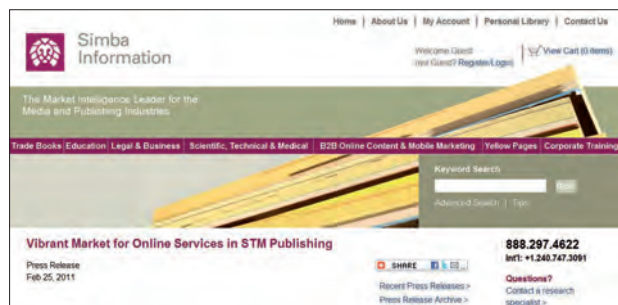 Home | About Us | My Account | Personal Library | Contact Us
Simba
Information
Welcome Guest
(not Guest? Register/Login)
View Cart (0 items)
The Market Intelligence Leader for the
Media and Publishing Industries
Trade Books Education Legal & Business Scientific, Technical & Medical B2B Online Content & Mobile Marketing Yellow Pages Corporate Training
Keyword Search
Advanced Search | Tips
Vibrant Market for Online Services in STM Publishing
Press Release
Feb 25, 2011
SHARE
Recent Press Releases >
Press Release Archive >
888.297.4622
Int'l: +1.240.747.3091
Questions?
Contact a research
specialist >